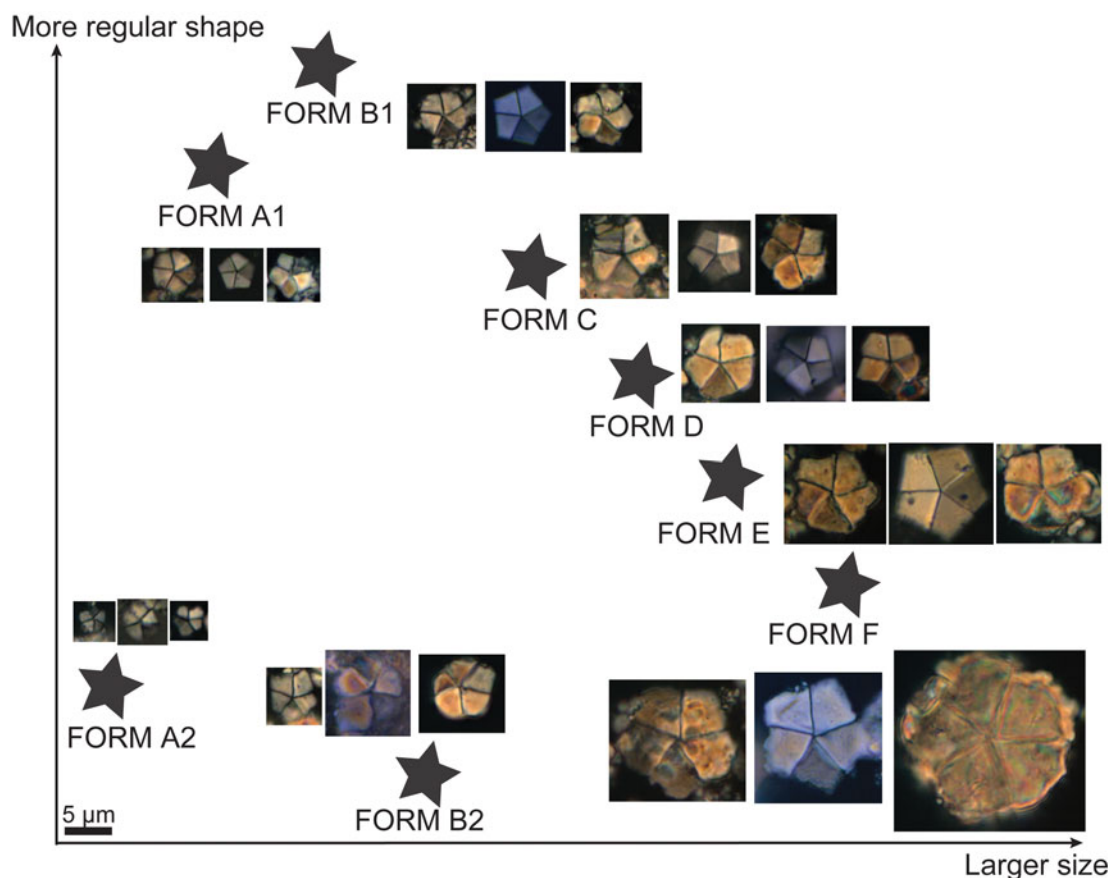 More regular shape
FORM B1
FORM A1
FORM C
FORM D
FORM E
FORM F
FORM A2
FORM B2
5 µm
Larger size